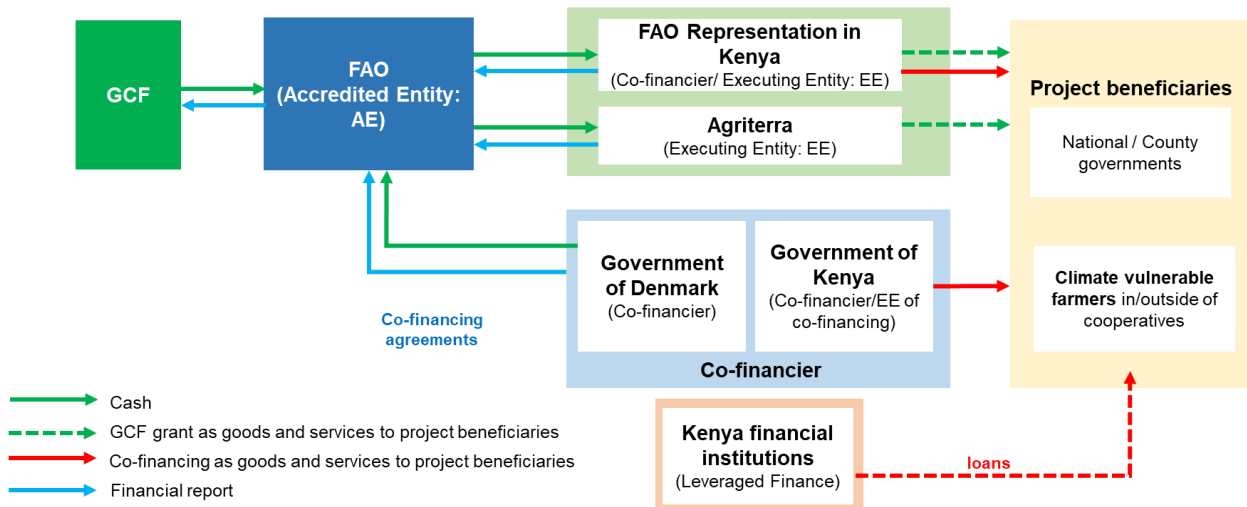 GCF
FAO
(Accredited Entity:
AE)
FAO Representation in
Kenya
(Co-financier/ Executing Entity: EE)
Agriterra
(Executing Entity: EE)
Project beneficiaries
National / County
governments
Climate vulnerable
farmers in/outside of
cooperatives
Government
of Denmark
(Co-financier)
Government of
Kenya
(Co-financier/EE of
co-financing)
Co-financier
Co-financing
agreements
Kenya financial
institutions
(Leveraged Finance)
loans
Cash
GCF grant as goods and services to project beneficiaries
Co-financing as goods and services to project beneficiaries
Financial report